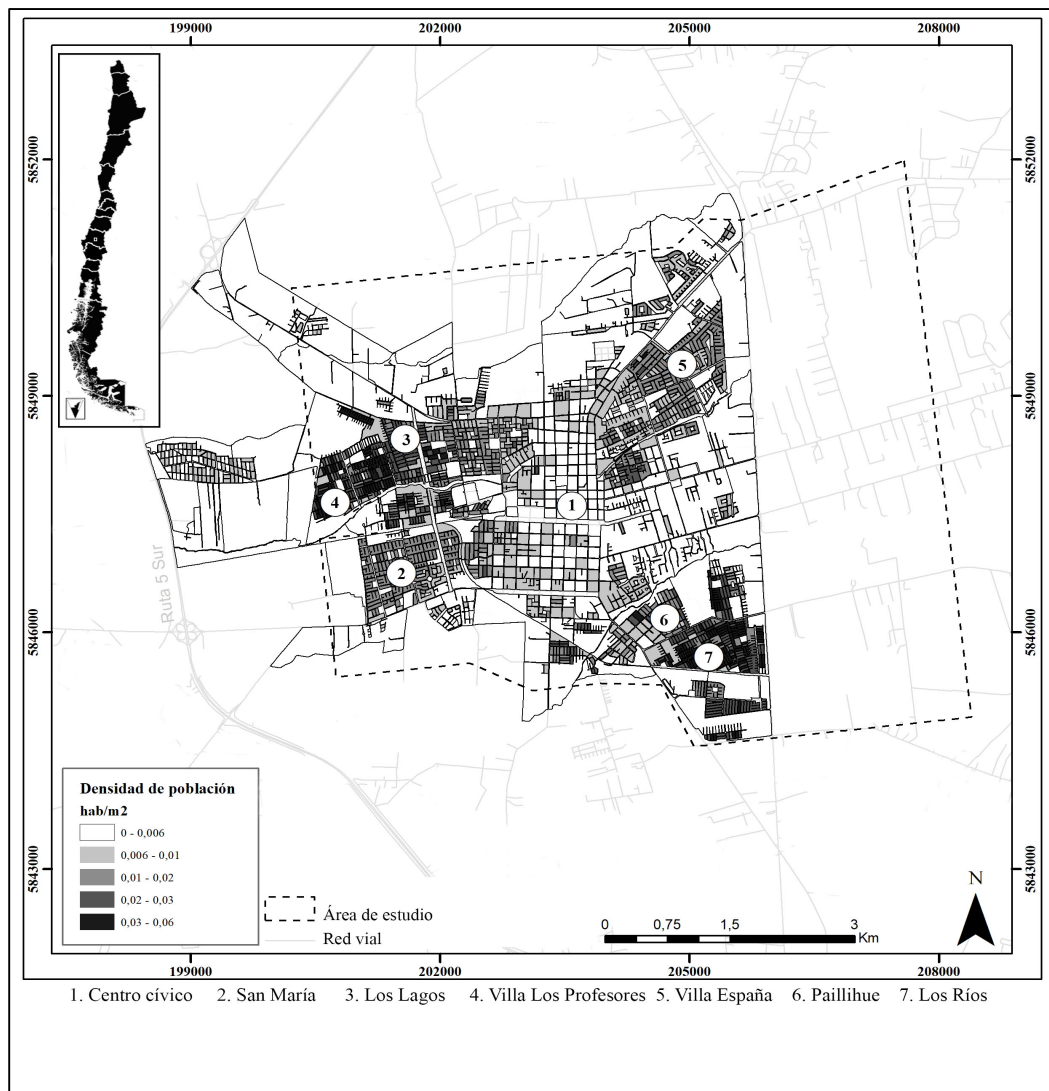 199000 202000 205000 208000
5852000
5852000
5849000
5849000
5846000
5846000
5843000
5843000
Ruta 5 Sur
1
2
3
4
5
6
7
Densidad de población
hab/m2
0 - 0,006
0,006 - 0,01
0,01 - 0,02
0,02 - 0,03
0,03 - 0,06
Área de estudio
Red vial
0 0,75 1,5 3
Km
N
199000 202000 205000 208000
1. Centro cívico 2. San María 3. Los Lagos 4. Villa Los Profesores 5. Villa España 6. Paillihue 7. Los Ríos